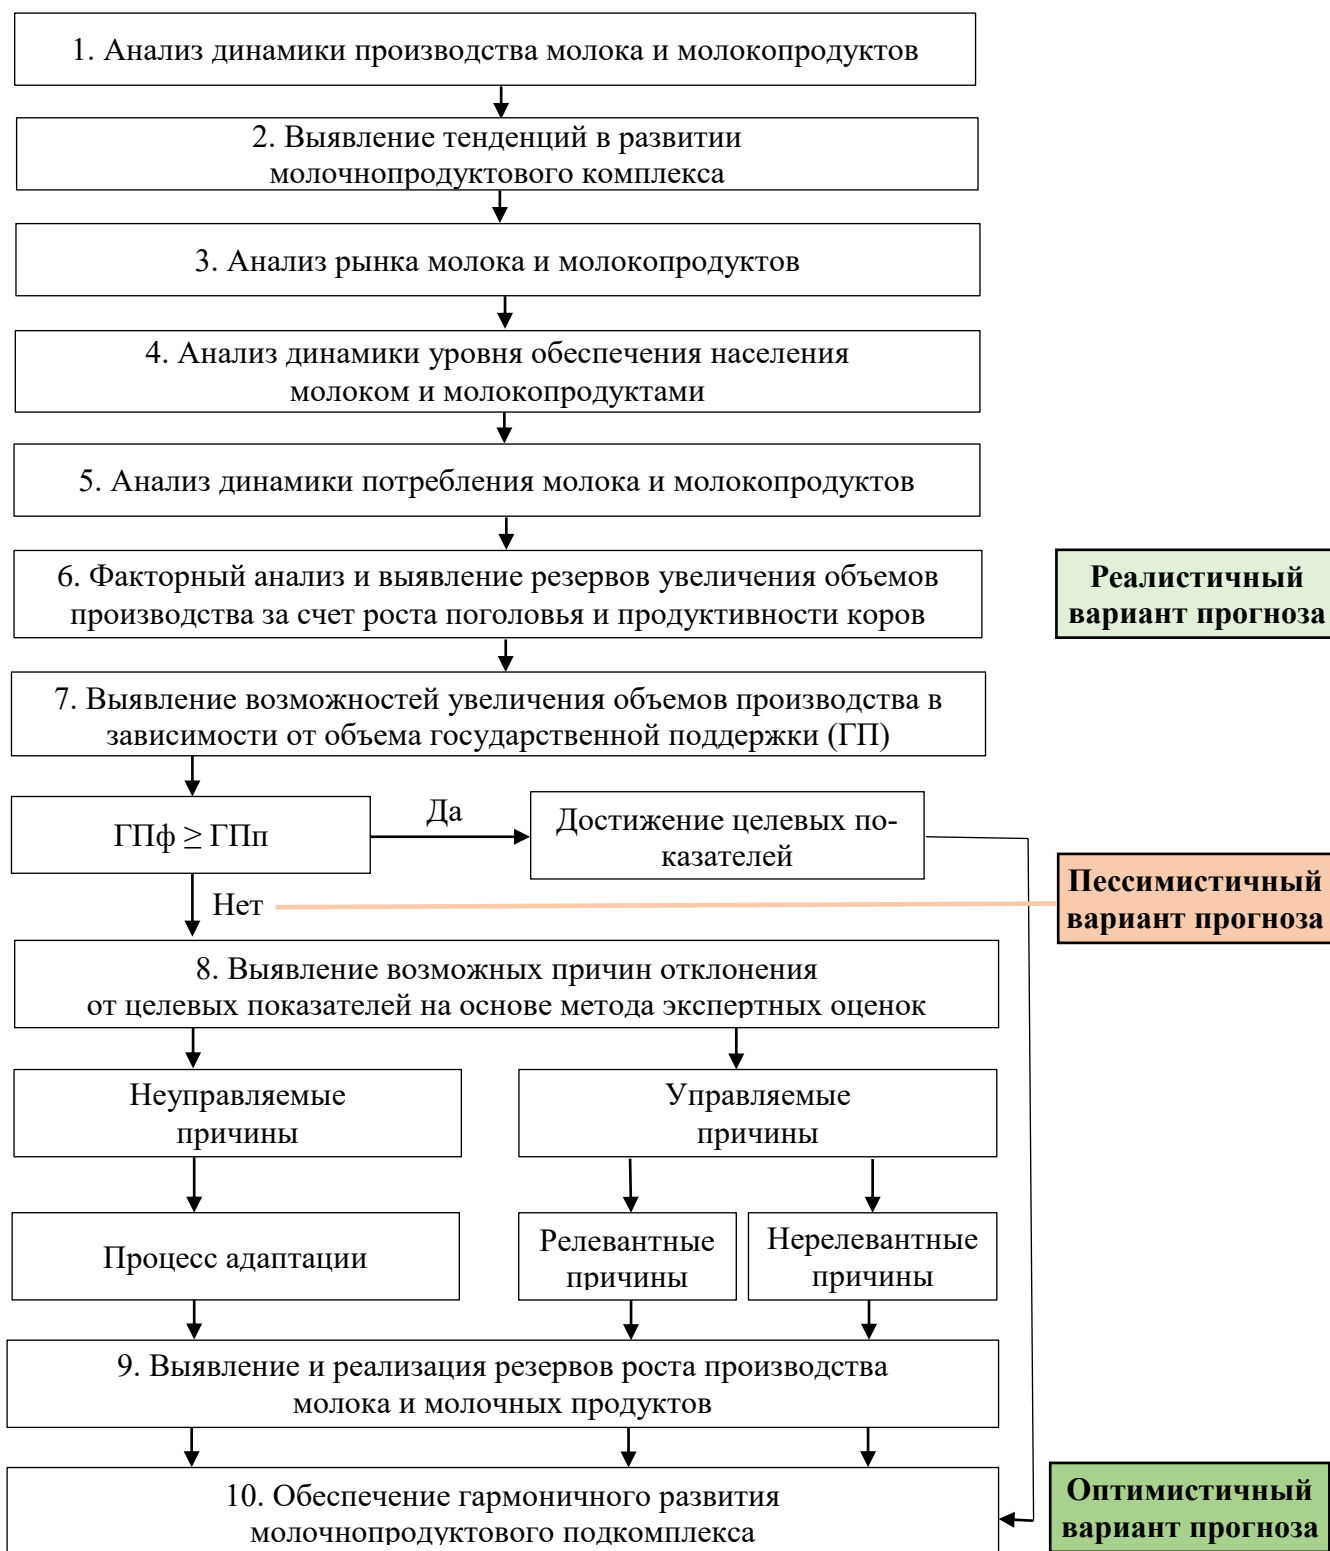 1. Анализ динамики производства молока и молокопродуктов
2. Выявление тенденций в развитии
молочнопродуктового комплекса
3. Анализ рынка молока и молокопродуктов
4. Анализ динамики уровня обеспечения населения
молоком и молокопродуктами
5. Анализ динамики потребления молока и молокопродуктов
6. Факторный анализ и выявление резервов увеличения объемов
производства за счет роста поголовья и продуктивности коров
Реалистичный
вариант прогноза
7. Выявление возможностей увеличения объемов производства в
зависимости от объема государственной поддержки (ГП)
ГПф ≥ ГПп
Да
Достижение целевых по-
казателей
Нет
Пессимистичный
вариант прогноза
8. Выявление возможных причин отклонения
от целевых показателей на основе метода экспертных оценок
Неуправляемые
причины
Управляемые
причины
Процесс адаптации
Релевантные
причины
Нерелевантные
причины
9. Выявление и реализация резервов роста производства
молока и молочных продуктов
10. Обеспечение гармоничного развития
молочнопродуктового подкомплекса
Оптимистичный
вариант прогноза